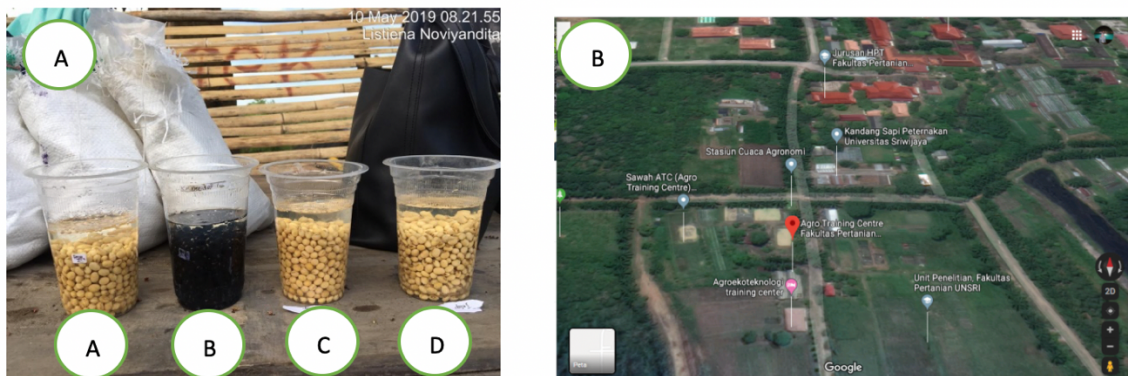 A
10 May 2019 08.21.55
Listiena Noviyandita
A
B
C
D
B
Jurusan HPT
Fakultas Pertanian
Kandang Sapi Peternakan
Universitas Sriwijaya
Stasiun Cuaca Agronomi
Sawah ATC (Agro
Training Centre)...
Agro Training Centre
Fakultas Pertanian...
Agroekoteknologi
training center
Unit Penelitian, Fakultas
Pertanian UNSRI
2D
Peta
Google